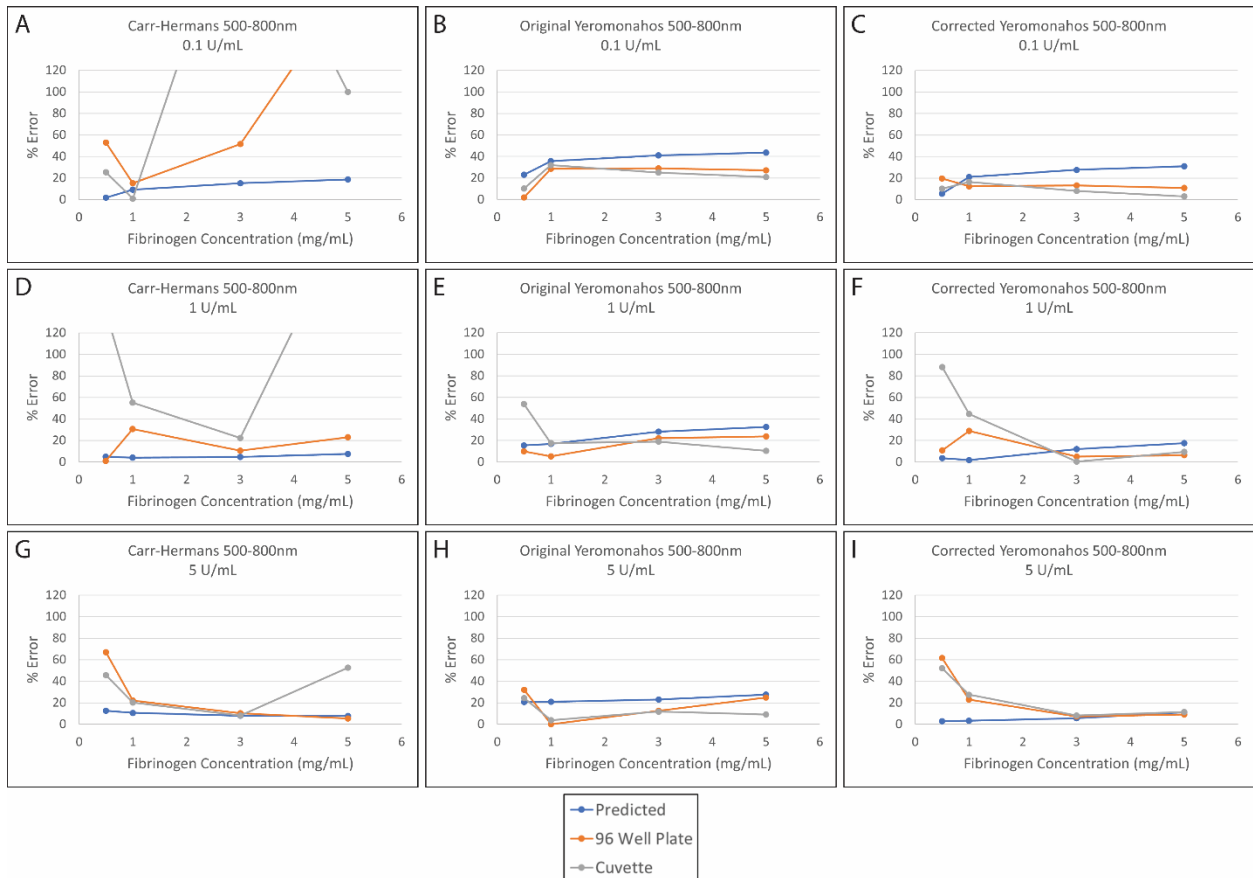 A
Carr-Hermans 500-800nm
0.1 U/mL
% Error
120
100
80
60
40
20
0
0 1 2 3 4 5 6
Fibrinogen Concentration (mg/mL)
B
Original Yeromonahos 500-800nm
0.1 U/mL
% Error
120
100
80
60
40
20
0
0 1 2 3 4 5 6
Fibrinogen Concentration (mg/mL)
C
Corrected Yeromonahos 500-800nm
0.1 U/mL
% Error
120
100
80
60
40
20
0
0 1 2 3 4 5 6
Fibrinogen Concentration (mg/mL)
D
Carr-Hermans 500-800nm
1 U/mL
% Error
120
100
80
60
40
20
0
0 1 2 3 4 5 6
Fibrinogen Concentration (mg/mL)
E
Original Yeromonahos 500-800nm
1 U/mL
% Error
120
100
80
60
40
20
0
0 1 2 3 4 5 6
Fibrinogen Concentration (mg/mL)
F
Corrected Yeromonahos 500-800nm
1 U/mL
% Error
120
100
80
60
40
20
0
0 1 2 3 4 5 6
Fibrinogen Concentration (mg/mL)
G
Carr-Hermans 500-800nm
5 U/mL
% Error
120
100
80
60
40
20
0
0 1 2 3 4 5 6
Fibrinogen Concentration (mg/mL)
H
Original Yeromonahos 500-800nm
5 U/mL
% Error
120
100
80
60
40
20
0
0 1 2 3 4 5 6
Fibrinogen Concentration (mg/mL)
I
Corrected Yeromonahos 500-800nm
5 U/mL
% Error
120
100
80
60
40
20
0
0 1 2 3 4 5 6
Fibrinogen Concentration (mg/mL)
Predicted
96 Well Plate
Cuvette